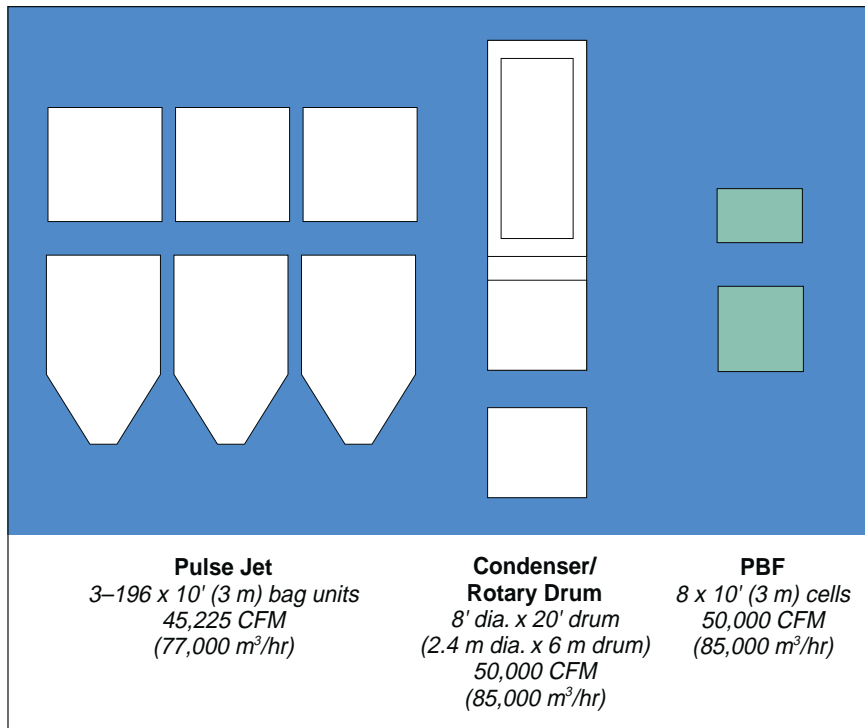 Pulse Jet
3–196 x 10' (3 m) bag units
45,225 CFM
(77,000 m³/hr)
Condenser/
Rotary Drum
8' dia. x 20' drum
(2.4 m dia. x 6 m drum)
50,000 CFM
(85,000 m³/hr)
PBF
8 x 10' (3 m) cells
50,000 CFM
(85,000 m³/hr)